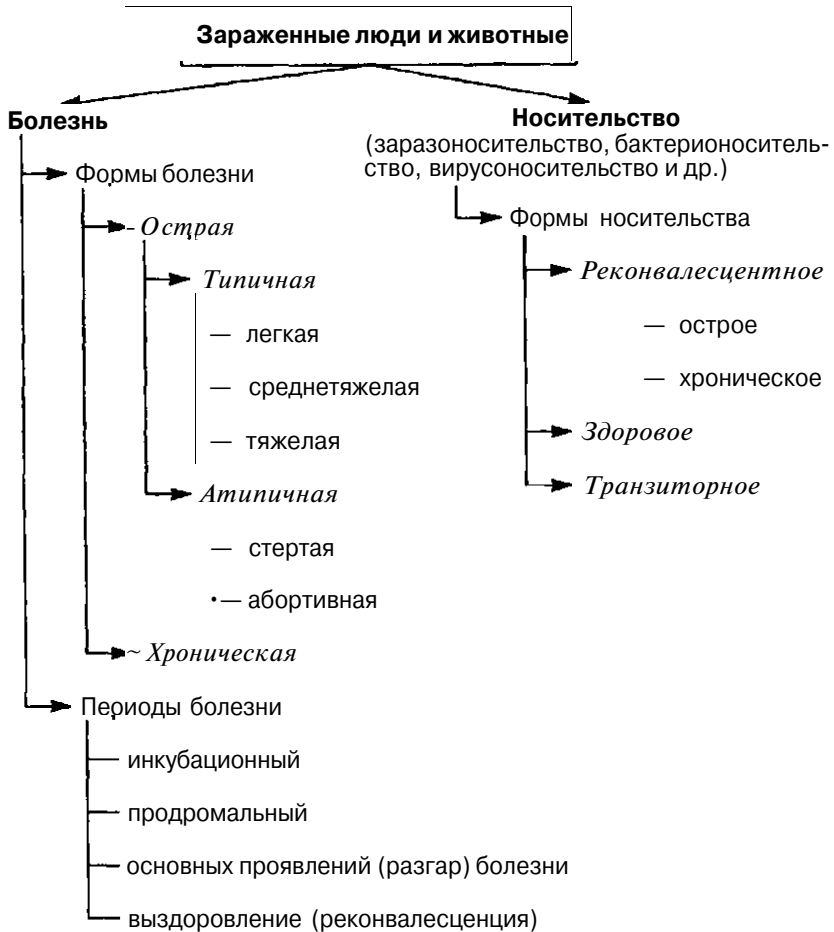 Зараженные люди и животные
Болезнь
Формы болезни
Острая
Типичная
— легкая
— среднетяжелая
— тяжелая
Атипичная
— стертая
— абортивная
Хроническая
Периоды болезни
инкубационный
продромальный
основных проявлений (разгар) болезни
выздоровление (реконвалесценция)
Носительство
(заразоносительство, бактерионоситель-
ство, вирусоносительство и др.)
Формы носительства
Реконвалесцентное
— острое
— хроническое
Здоровое
Транзиторное